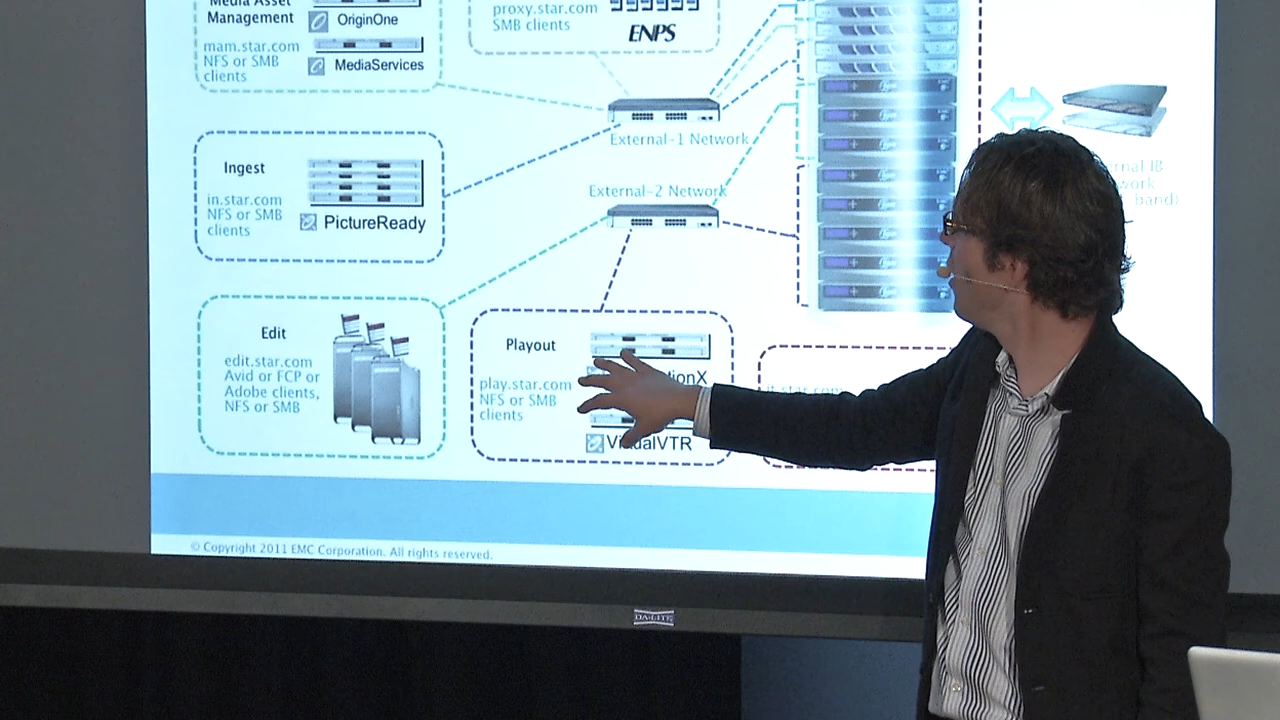 Media Asset
Management
OriginOne
mam.star.com
NFS or SMB
clients
MediaServices
proxy.star.com
SMB clients
ENPS
External-1 Network
Ingest
in.star.com
NFS or SMB
clients
PictureReady
External-2 Network
band)
Edit
edit.star.com
Avid or FCP or
Adobe clients,
NFS or SMB
Playout
play.star.com
NFS or SMB
clients
VirtualVTR
© Copyright 2011 EMC Corporation. All rights reserved.
DA-LITE